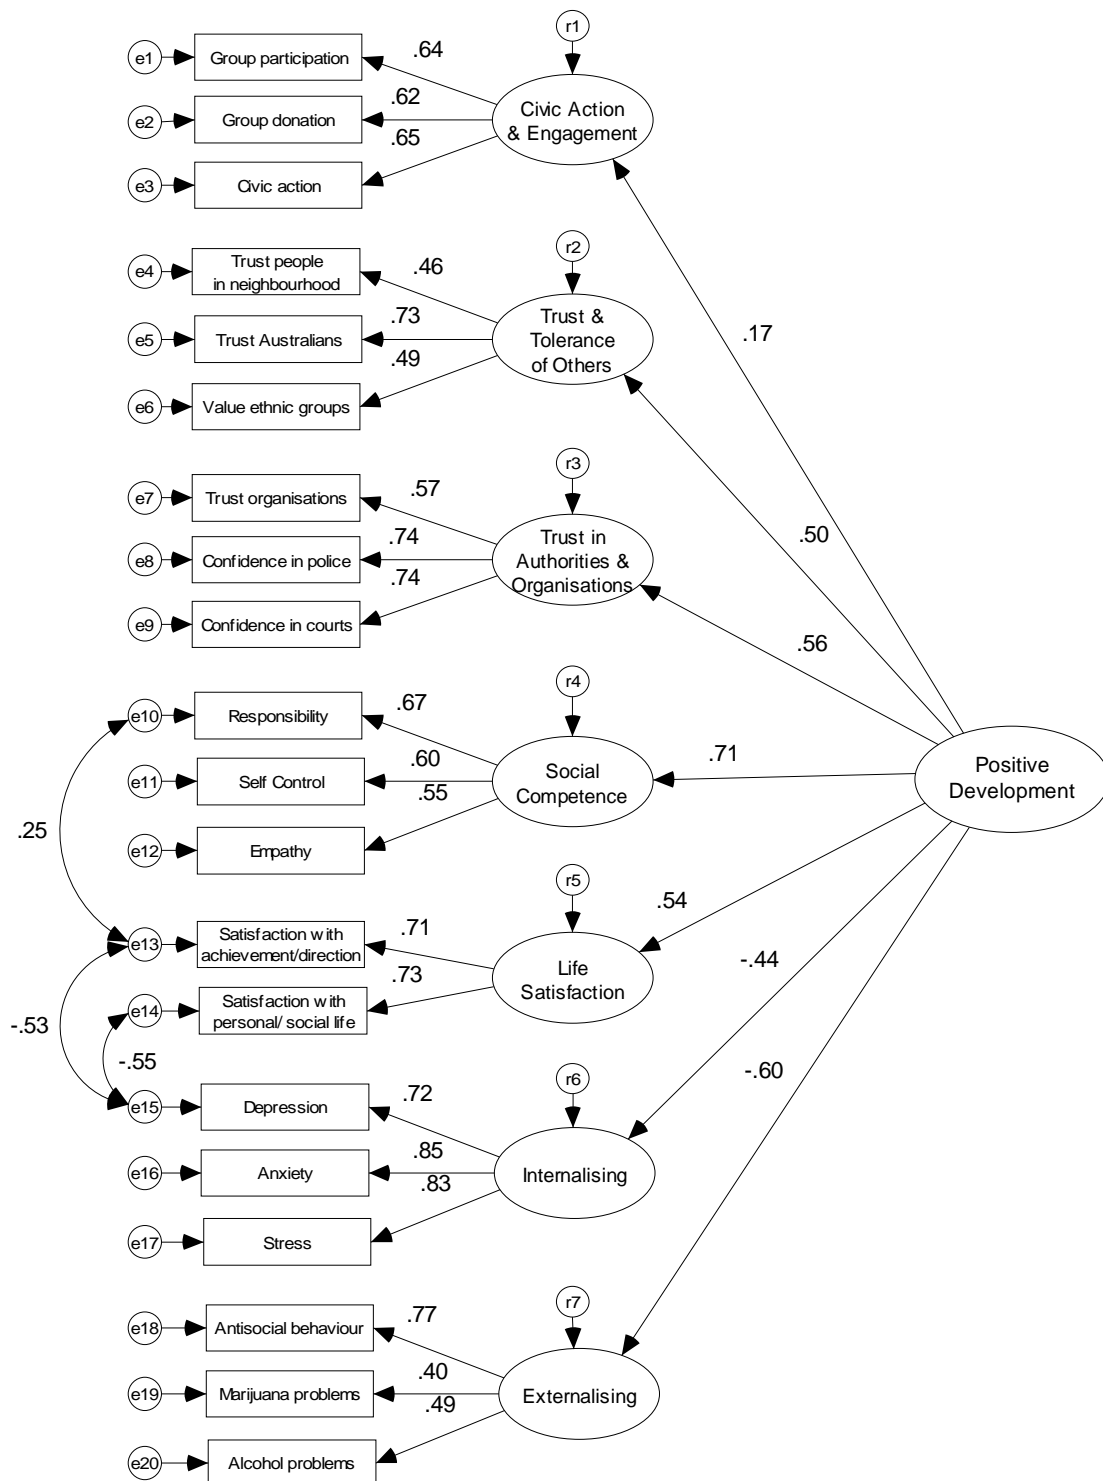 r1
e1
Group participation
.64
e2
Group donation
.62
Civic Action
& Engagement
e3
Civic action
.65
.17
r2
e4
Trust people
in neighbourhood
.46
e5
Trust Australians
.73
Trust &
Tolerance
of Others
e6
Value ethnic groups
.49
.50
r3
e7
Trust organisations
.57
e8
Confidence in police
.74
Trust in
Authorities &
Organisations
e9
Confidence in courts
.74
.56
r4
e10
Responsibility
.67
e11
Self Control
.60
Social
Competence
.71
Positive
Development
e12
Empathy
.55
.25
r5
e13
Satisfaction with
achievement/direction
.71
Life
Satisfaction
.54
e14
Satisfaction with
personal/ social life
.73
-.44
-.53
-.55
r6
-.60
e15
Depression
.72
e16
Anxiety
.85
Internalising
e17
Stress
.83
r7
e18
Antisocial behaviour
.77
e19
Marijuana problems
.40
Externalising
e20
Alcohol problems
.49